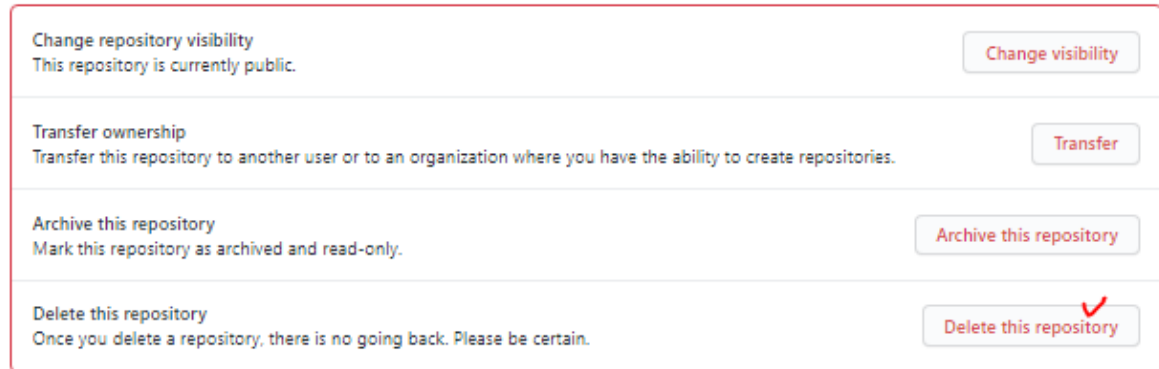 Change repository visibility
This repository is currently public.
Change visibility
Transfer ownership
Transfer this repository to another user or to an organization where you have the ability to create repositories.
Transfer
Archive this repository
Mark this repository as archived and read-only.
Archive this repository
Delete this repository
Once you delete a repository, there is no going back. Please be certain.
Delete this repository